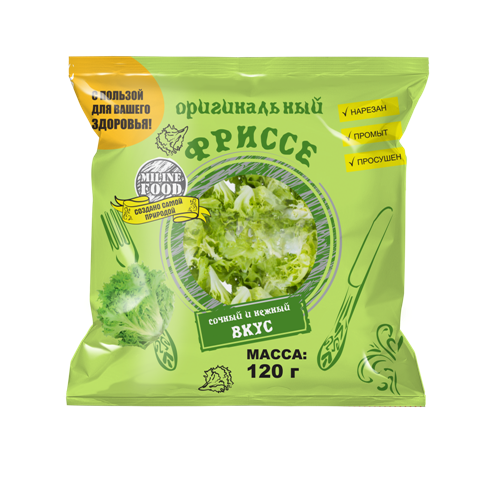 С ПОЛЬЗОЙ
ДЛЯ ВАШЕГО
ЗДОРОВЬЯ!
ОРИГИНАЛЬНЫЙ
ФРИССЕ
НАРЕЗАН
ПРОМЫТ
ПРОСУШЕН
MILINE
FOOD
СОЗДАНО САМОЙ
ПРИРОДОЙ
СОЧНЫЙ И НЕЖНЫЙ
ВКУС
МАССА:
120 г